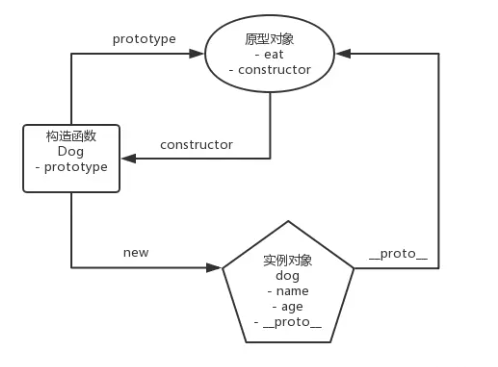 prototype
原型对象
- eat
- constructor
构造函数
Dog
- prototype
constructor
new
实例对象
dog
- name
- age
- __proto__
__proto__